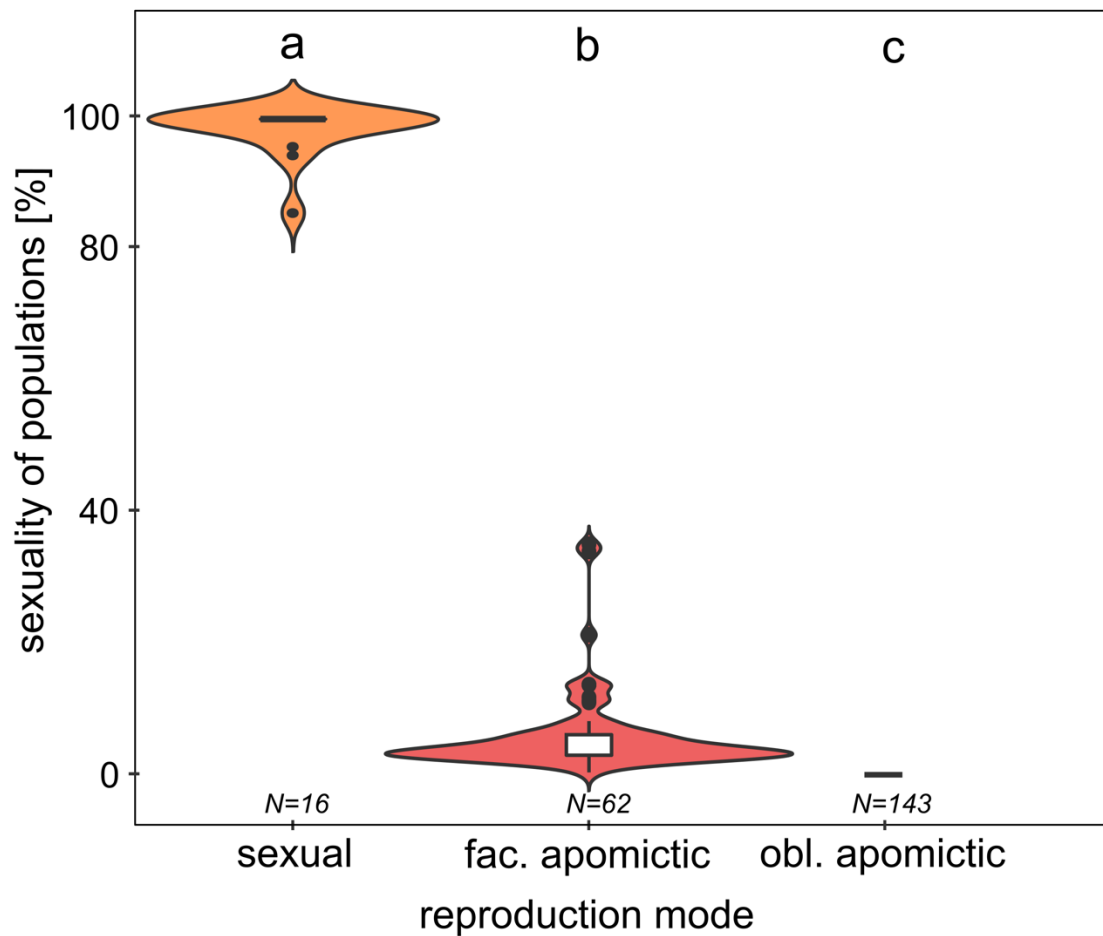 a b c
sexuality of populations [%]
100
80
40
0
N=16 N=62 N=143
sexual fac. apomictic obl. apomictic
reproduction mode